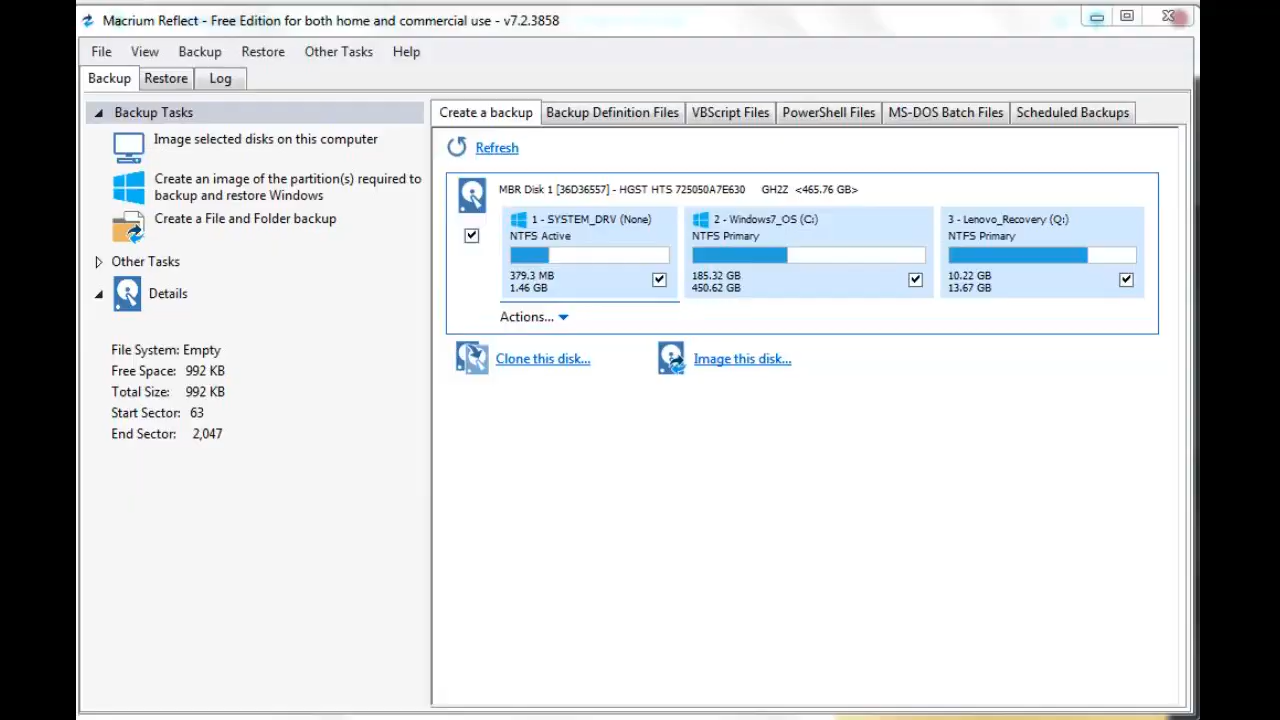 Macrium Reflect - Free Edition for both home and commercial use - v7.2.3858
File View Backup Restore Other Tasks Help
Backup Restore Log
Backup Tasks
Image selected disks on this computer
Create an image of the partition(s) required to
backup and restore Windows
Create a File and Folder backup
Other Tasks
Details
File System: Empty
Free Space: 992 KB
Total Size: 992 KB
Start Sector: 63
End Sector: 2,047
Create a backup Backup Definition Files VBScript Files PowerShell Files MS-DOS Batch Files Scheduled Backups
Refresh
MBR Disk 1 [36D36557] - HGST HTS 725050A7E630 GH2Z <465.76 GB>
1 - SYSTEM_DRV (None)
NTFS Active
379.3 MB
1.46 GB
2 - Windows7_OS (C:)
NTFS Primary
185.32 GB
450.62 GB
3 - Lenovo_Recovery (Q:)
NTFS Primary
10.22 GB
13.67 GB
Actions...
Clone this disk... Image this disk...